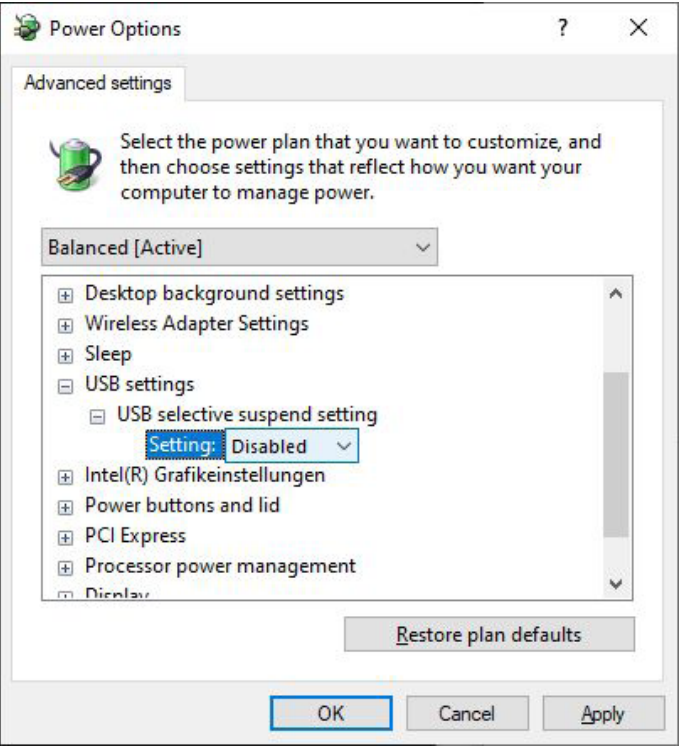 Power Options
?
Advanced settings
Select the power plan that you want to customize, and
then choose settings that reflect how you want your
computer to manage power.
Balanced [Active]
Desktop background settings
Wireless Adapter Settings
Sleep
USB settings
USB selective suspend setting
Setting: Disabled
Intel(R) Grafikeinstellungen
Power buttons and lid
PCI Express
Processor power management
Display
Restore plan defaults
OK Cancel Apply